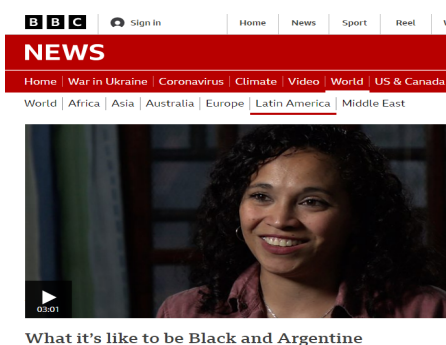 BBC Sign in Home News Sport Reel
NEWS
Home War in Ukraine Coronavirus Climate Video World US & Canada
World Africa Asia Australia Europe Latin America Middle East
03:01
What it's like to be Black and Argentine